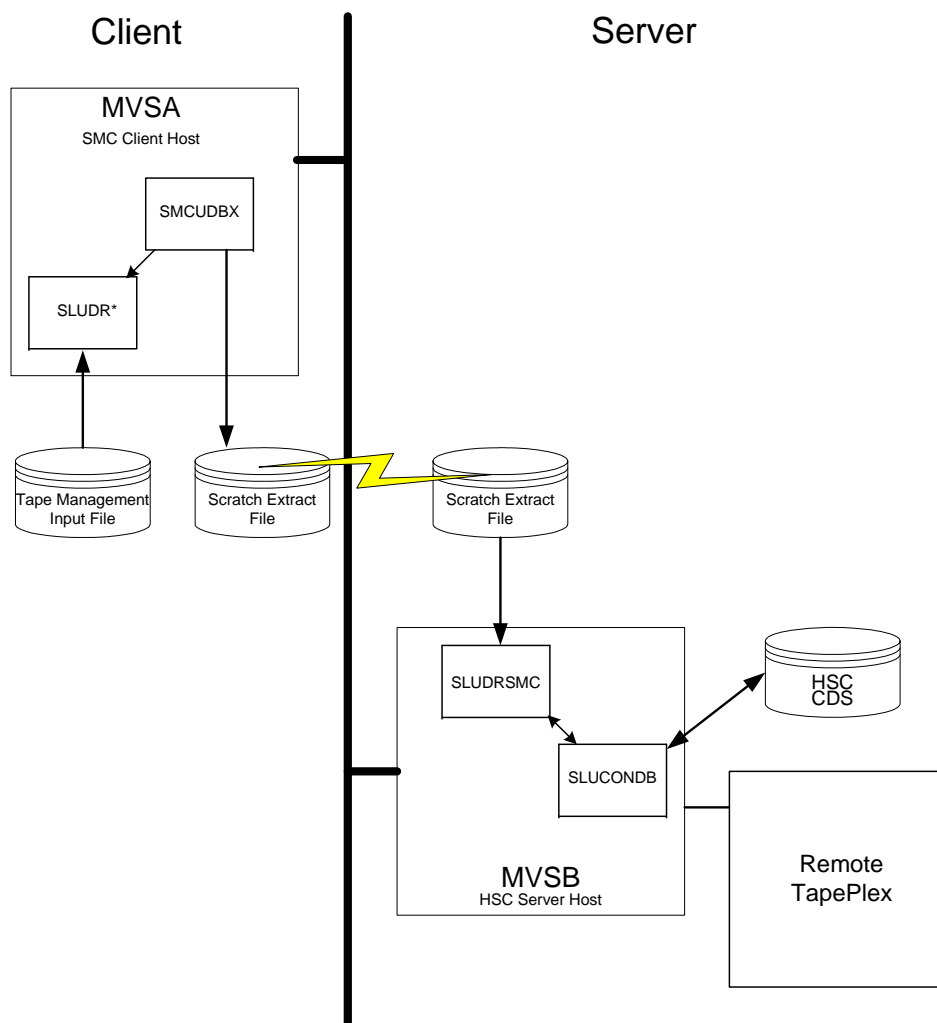 Client
Server
MVSA
SMC Client Host
SMCUDBX
SLUDR*
Tape Management
Input File
Scratch Extract
File
Scratch Extract
File
SLUDRSMC
HSC
CDS
SLUCONDB
MVSB
HSC Server Host
Remote
TapePlex